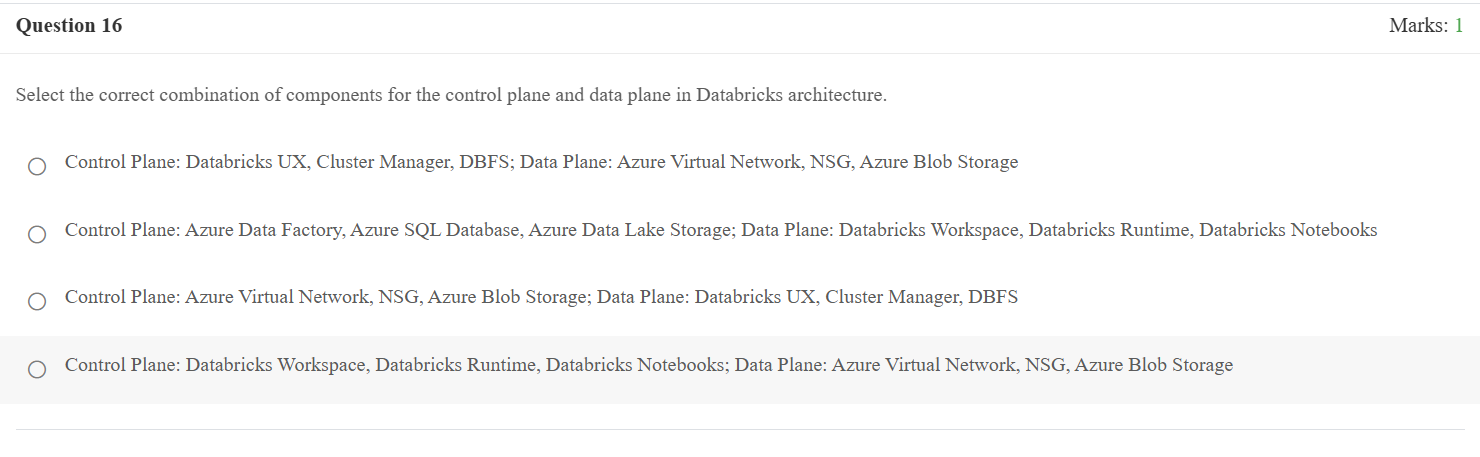 Question 16
Marks: 1
Select the correct combination of components for the control plane and data plane in Databricks architecture.
Control Plane: Databricks UX, Cluster Manager, DBFS; Data Plane: Azure Virtual Network, NSG, Azure Blob Storage
Control Plane: Azure Data Factory, Azure SQL Database, Azure Data Lake Storage; Data Plane: Databricks Workspace, Databricks Runtime, Databricks Notebooks
Control Plane: Azure Virtual Network, NSG, Azure Blob Storage; Data Plane: Databricks UX, Cluster Manager, DBFS
Control Plane: Databricks Workspace, Databricks Runtime, Databricks Notebooks; Data Plane: Azure Virtual Network, NSG, Azure Blob Storage